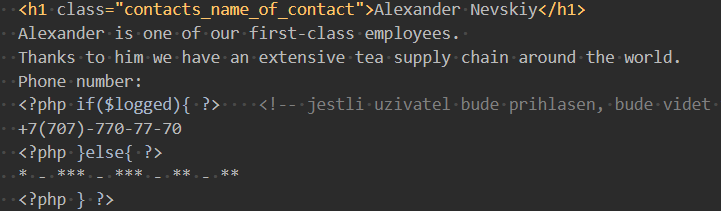 <h1 class="contacts_name_of_contact">Alexander Nevskiy</h1>
Alexander is one of our first-class employees.
Thanks to him we have an extensive tea supply chain around the world.
Phone number:
<?php if($logged){ ?> <!-- jestli uzivatel bude prihlasen, bude videt
+7(707)-770-77-70
<?php }else{ ?>
* - *** - *** - ** - **
<?php } ?>